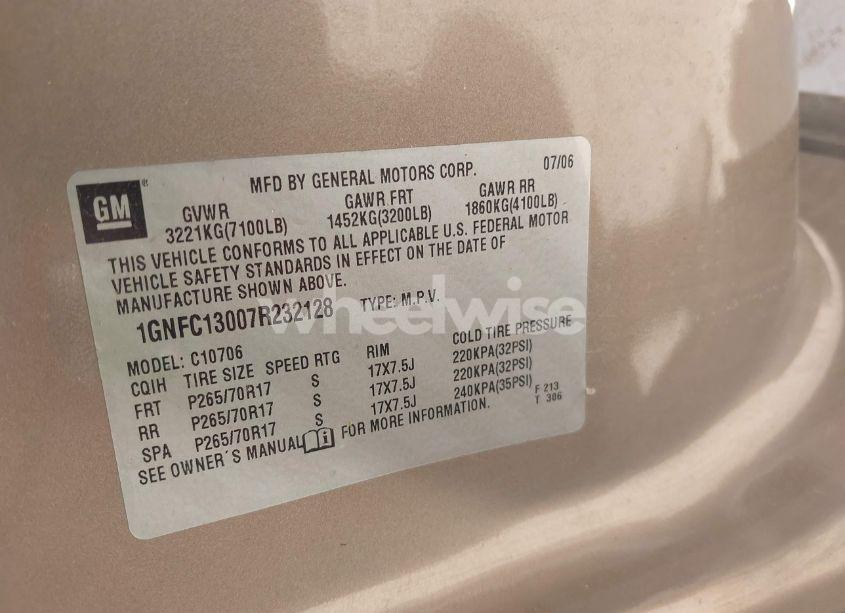 MFD BY GENERAL MOTORS CORP. 07/06
GM
GVWR GAWR FRT GAWR RR
3221KG(7100LB) 1452KG(3200LB) 1860KG(4100LB)
THIS VEHICLE CONFORMS TO ALL APPLICABLE U.S. FEDERAL MOTOR
VEHICLE SAFETY STANDARDS IN EFFECT ON THE DATE OF
MANUFACTURE SHOWN ABOVE.
1GNFC13007R232128 TYPE: M.P.V.
wheelwise
MODEL: C10706
CQIH TIRE SIZE SPEED RTG RIM COLD TIRE PRESSURE
FRT P265/70R17 S 17X7.5J 220KPA(32PSI)
RR P265/70R17 S 17X7.5J 220KPA(32PSI)
SPA P265/70R17 S 17X7.5J 240KPA(35PSI)
SEE OWNER´S MANUAL FOR MORE INFORMATION.
F 213
T 306